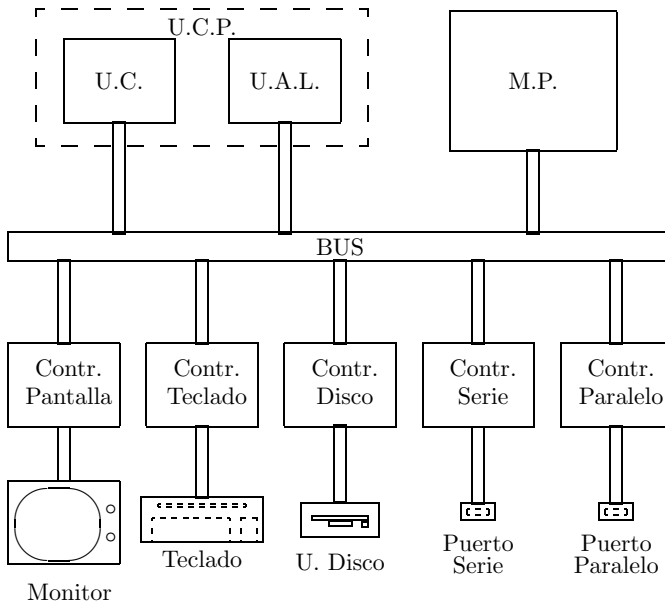 U.C.P.
U.C.
U.A.L.
M.P.
BUS
Contr.
Pantalla
Contr.
Teclado
Contr.
Disco
Contr.
Serie
Contr.
Paralelo
Monitor
Teclado
U. Disco
Puerto
Serie
Puerto
Paralelo